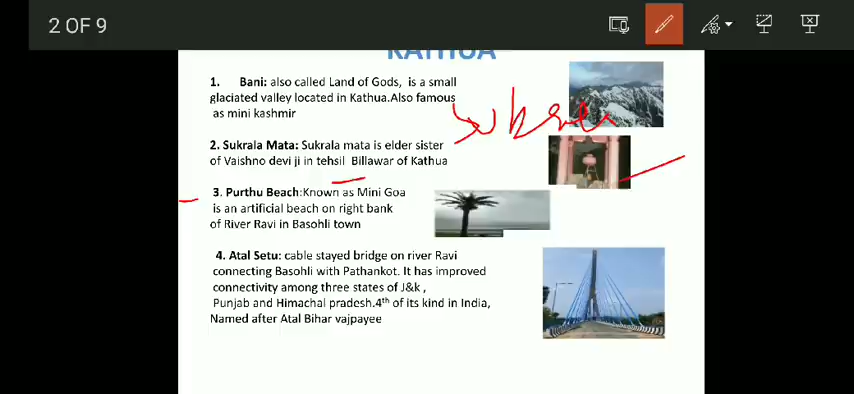 2 OF 9
KATHUA
1. Bani: also called Land of Gods, is a small
glaciated valley located in Kathua.Also famous
as mini kashmir
2. Sukrala Mata: Sukrala mata is elder sister
of Vaishno devi ji in tehsil Billawar of Kathua
3. Purthu Beach:Known as Mini Goa
is an artificial beach on right bank
of River Ravi in Basohli town
4. Atal Setu: cable stayed bridge on river Ravi
connecting Basohli with Pathankot. It has improved
connectivity among three states of J&k ,
Punjab and Himachal pradesh.4th of its kind in India,
Named after Atal Bihar vajpayee